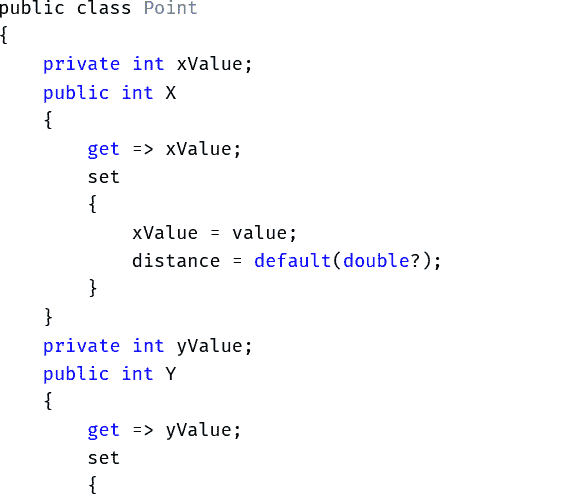 public class Point
{
    private int xValue;
    public int X
    {
        get => xValue;
        set
        {
            xValue = value;
            distance = default(double?);
        }
    }
    private int yValue;
    public int Y
    {
        get => yValue;
        set
        {